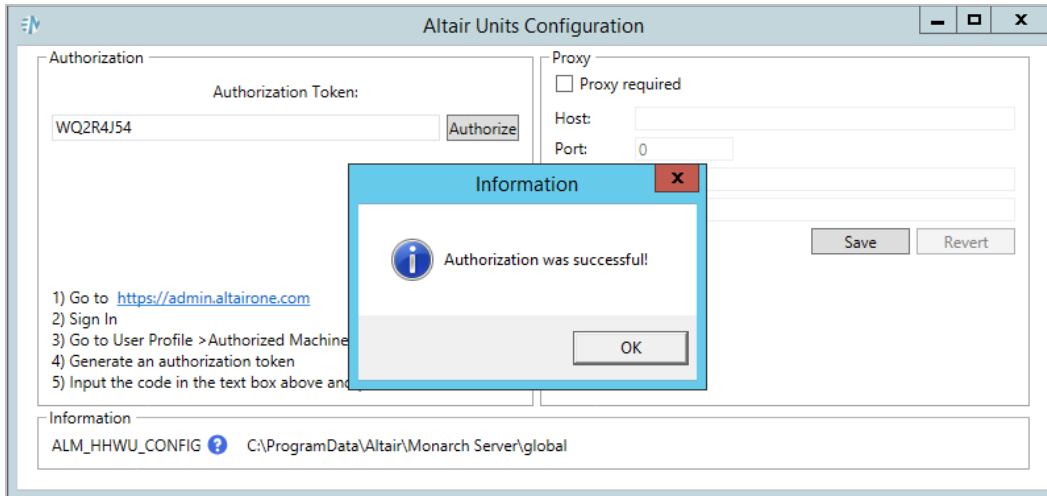 Altair Units Configuration
Authorization
Authorization Token:
WQ2R4J54
Authorize
1) Go to https://admin.altairone.com
2) Sign In
3) Go to User Profile >Authorized Machine
4) Generate an authorization token
5) Input the code in the text box above and
Proxy
Proxy required
Host:
Port: 0
Save Revert
Information
Authorization was successful!
OK
Information
ALM_HHWU_CONFIG ? C:\ProgramData\Altair\Monarch Server\global